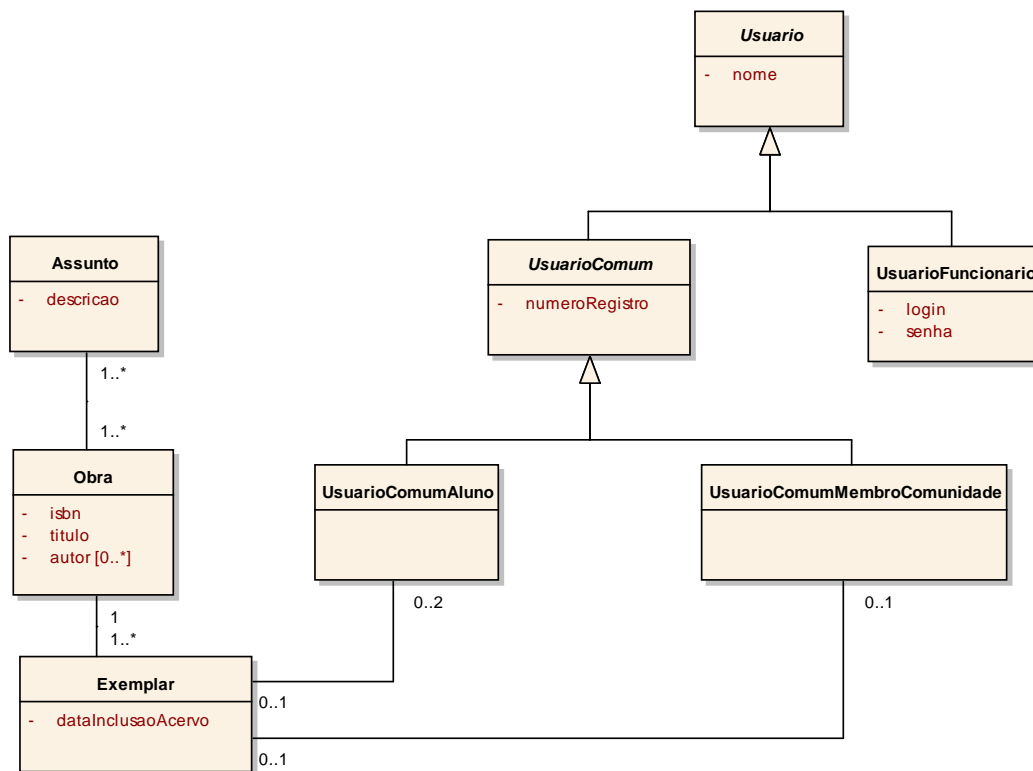 Usuario
- nome
Assunto
- descricao
UsuarioComum
- numeroRegistro
UsuarioFuncionario
- login
- senha
1..*
1..*
Obra
- isbn
- titulo
- autor [0..*]
UsuarioComumAluno
UsuarioComumMembroComunidade
0..2
0..1
1
1..*
Exemplar
- dataInclusaoAcervo
0..1
0..1